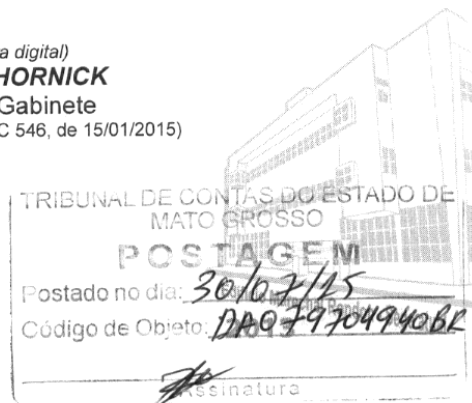 a digital)
HORNICK
Gabinete
C 546, de 15/01/2015)
TRIBUNAL DE CONTAS DO ESTADO DE
MATO GROSSO
POSTAGEM
Postado no dia: 30/07/15
Código de Objeto: DA079704940BR
Assinatura